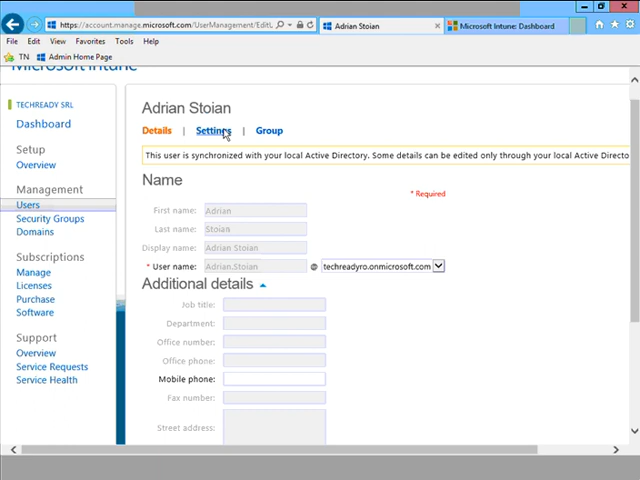 https://account.manage.microsoft.com/UserManagement/EditU
Adrian Stoian
Microsoft Intune: Dashboard
File Edit View Favorites Tools Help
TN Admin Home Page
Microsoft Intune
TECHREADY SRL
Dashboard
Setup
Overview
Management
Users
Security Groups
Domains
Subscriptions
Manage
Licenses
Purchase
Software
Support
Overview
Service Requests
Service Health
Adrian Stoian
Details | Settings | Group
This user is synchronized with your local Active Directory. Some details can be edited only through your local Active Directo
Name
* Required
First name: Adrian
Last name: Stoian
Display name: Adrian Stoian
* User name: Adrian.Stoian @ techreadyro.onmicrosoft.com
Additional details
Job title:
Department:
Office number:
Office phone:
Mobile phone:
Fax number:
Street address: